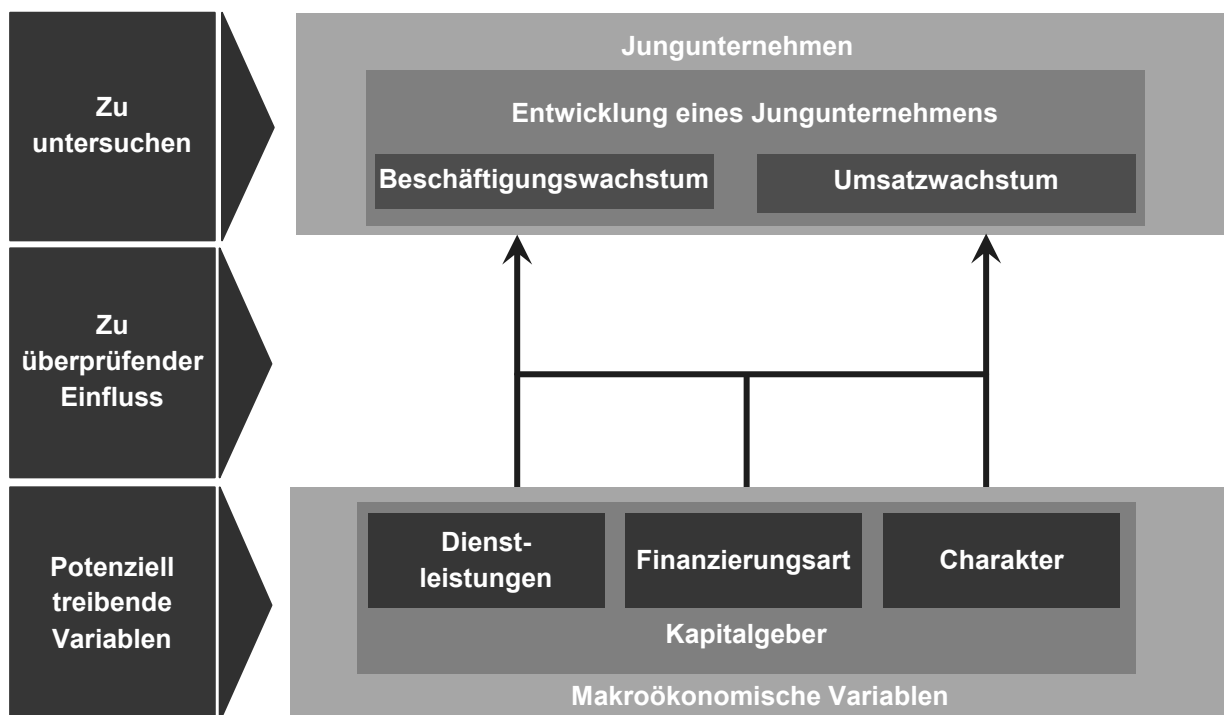 Zu
untersuchen
Jungunternehmen
Entwicklung eines Jungunternehmens
Beschäftigungswachstum
Umsatzwachstum
Zu
überprüfender
Einfluss
Potenziell
treibende
Variablen
Dienst-
leistungen
Finanzierungsart
Charakter
Kapitalgeber
Makroökonomische Variablen